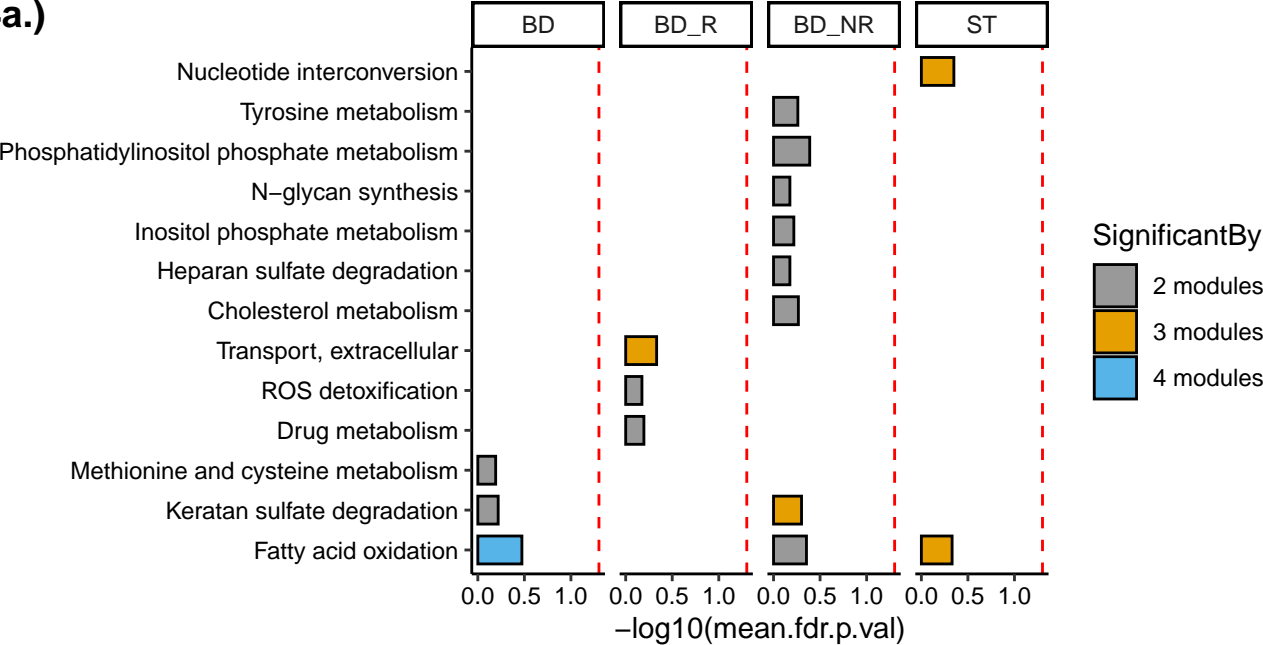 a.)
BD BD_R BD_NR ST
Nucleotide interconversion
Tyrosine metabolism
Phosphatidylinositol phosphate metabolism
N−glycan synthesis
Inositol phosphate metabolism
Heparan sulfate degradation
Cholesterol metabolism
Transport, extracellular
ROS detoxification
Drug metabolism
Methionine and cysteine metabolism
Keratan sulfate degradation
Fatty acid oxidation
0.0 0.5 1.0 0.0 0.5 1.0 0.0 0.5 1.0 0.0 0.5 1.0
−log10(mean.fdr.p.val)
SignificantBy
2 modules
3 modules
4 modules